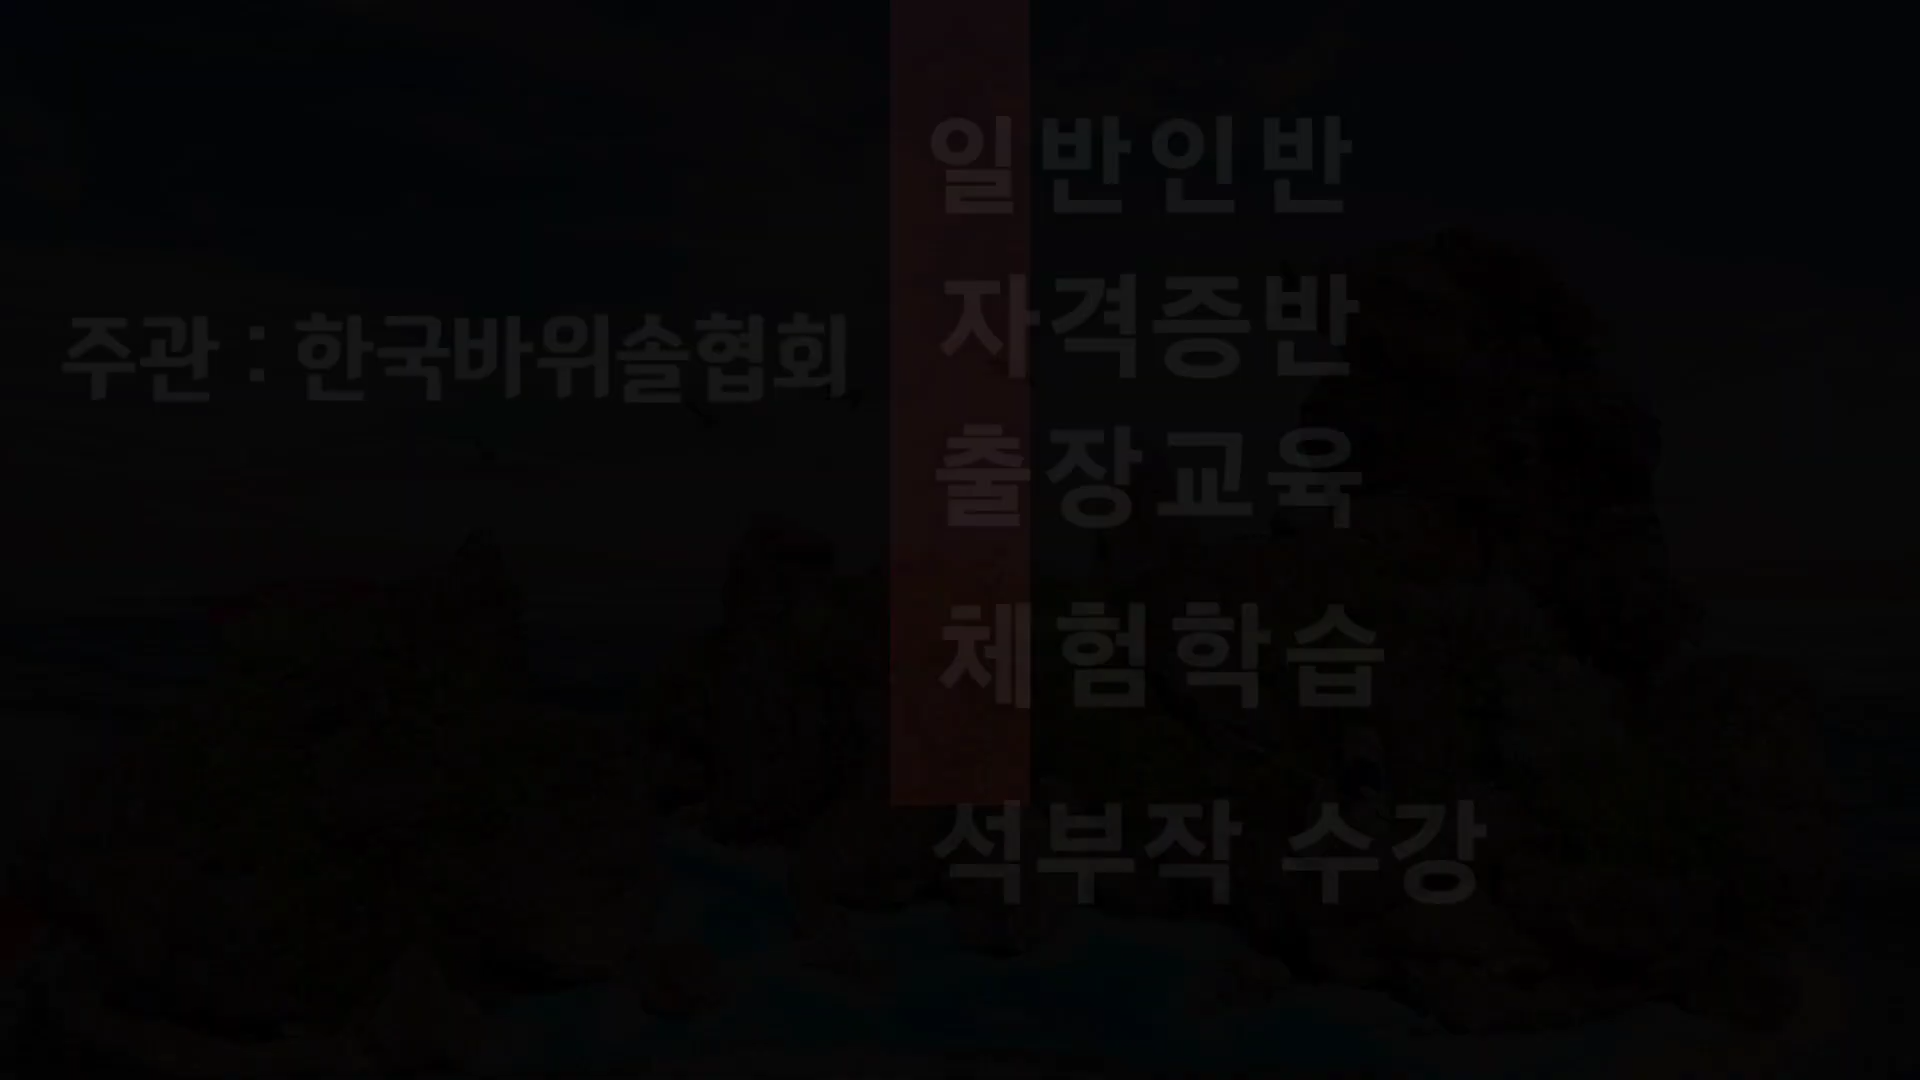 일반인반
자격증반
주관 : 한국바위솔협회
출장교육
체험학습
석부작 수강